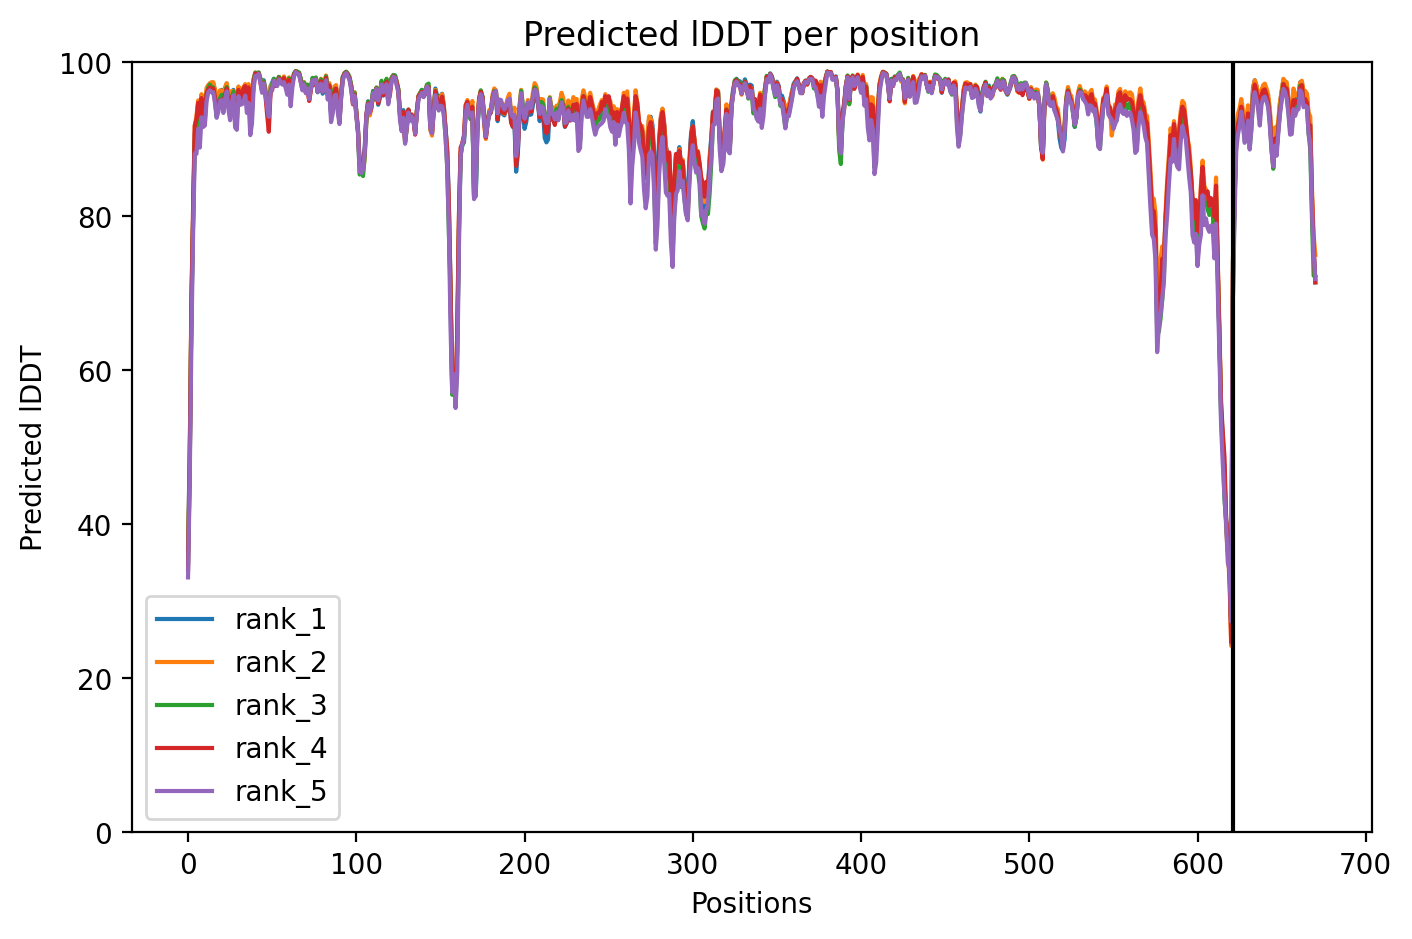 Predicted lDDT per position
100
80
60
40
20
0
Predicted lDDT
rank_1
rank_2
rank_3
rank_4
rank_5
0 100 200 300 400 500 600 700
Positions